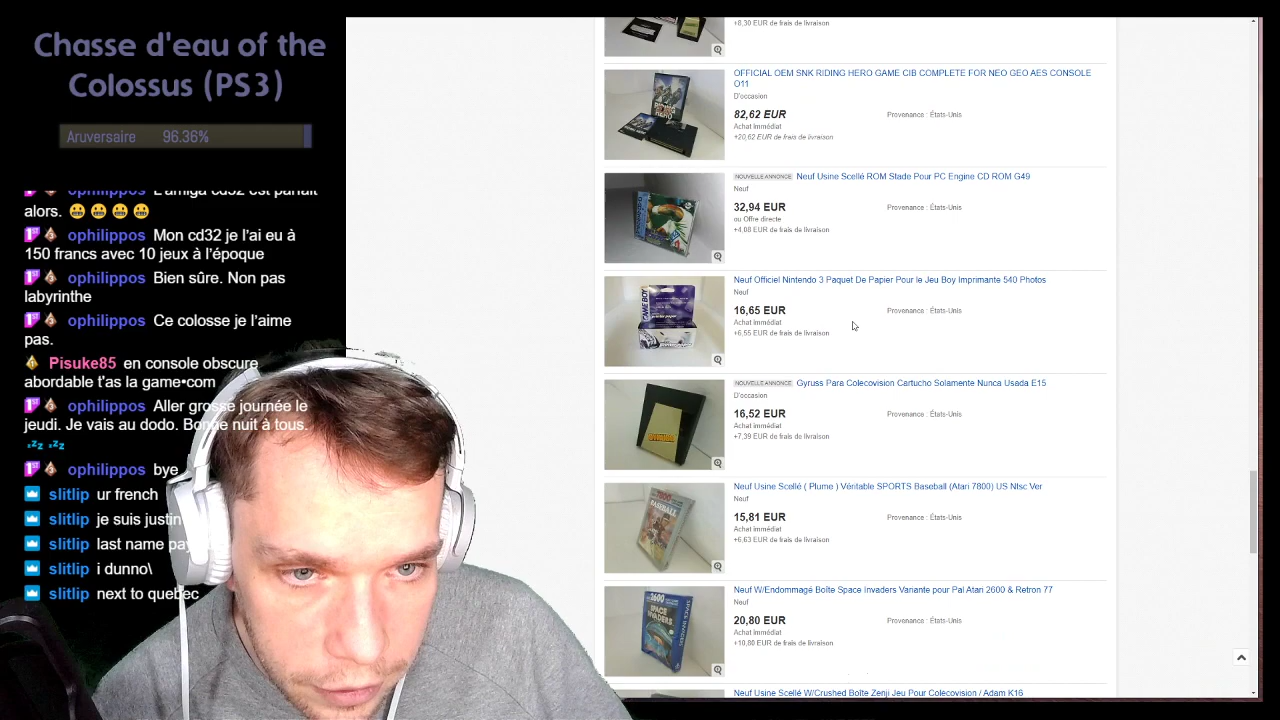 Chasse d'eau of the
Colossus (PS3)
Aruversaire 96.36%
ophilippos L'amiga cd32 est parfait
alors. 😬😬😬😬
ophilippos Mon cd32 je l'ai eu à
150 francs avec 10 jeux à l'époque
ophilippos Bien sûre. Non pas
labyrinthe
ophilippos Ce colosse je l'aime
pas.
Pisuke85 en console obscure
abordable t'as la game•com
ophilippos Aller grosse journée le
jeudi. Je vais au dodo. Bonne nuit à tous.
ophilippos bye
slitlip ur french
slitlip je suis justin
slitlip last name pay
slitlip i dunno\
slitlip next to quebec
+8,30 EUR de frais de livraison
OFFICIAL OEM SNK RIDING HERO GAME CIB COMPLETE FOR NEO GEO AES CONSOLE
O11
D'occasion
82,62 EUR
Provenance : États-Unis
Achat immédiat
+20,62 EUR de frais de livraison
NOUVELLE ANNONCE Neuf Usine Scellé ROM Stade Pour PC Engine CD ROM G49
Neuf
32,94 EUR
Provenance : États-Unis
ou Offre directe
+4,88 EUR de frais de livraison
Neuf Officiel Nintendo 3 Paquet De Papier Pour le Jeu Boy Imprimante 540 Photos
Neuf
16,65 EUR
Provenance : États-Unis
Achat immédiat
+6,55 EUR de frais de livraison
GAME BOY
NOUVELLE ANNONCE Gyruss Para Colecovision Cartucho Solamente Nunca Usada E15
D'occasion
16,52 EUR
Provenance : États-Unis
Achat immédiat
+7,39 EUR de frais de livraison
Neuf Usine Scellé ( Plume ) Véritable SPORTS Baseball (Atari 7800) US Ntsc Ver
Neuf
15,81 EUR
Provenance : États-Unis
Achat immédiat
+6,63 EUR de frais de livraison
Neuf W/Endommagé Boîte Space Invaders Variante pour Pal Atari 2600 & Retron 77
Neuf
20,80 EUR
Provenance : États-Unis
Achat immédiat
+10,80 EUR de frais de livraison
2600
SPACE
INVADERS
Neuf Usine Scellé W/Crushed Boîte Zenji Jeu Pour Colecovision / Adam K16